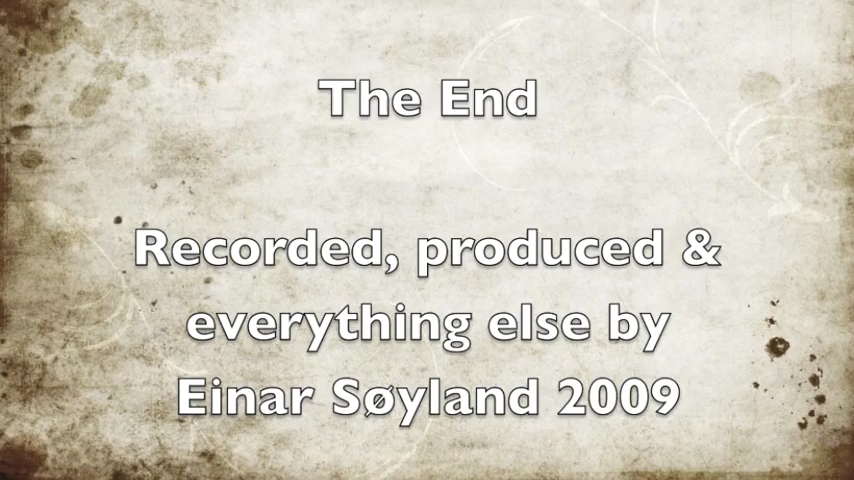 The End
Recorded, produced &
everything else by
Einar Søyland 2009